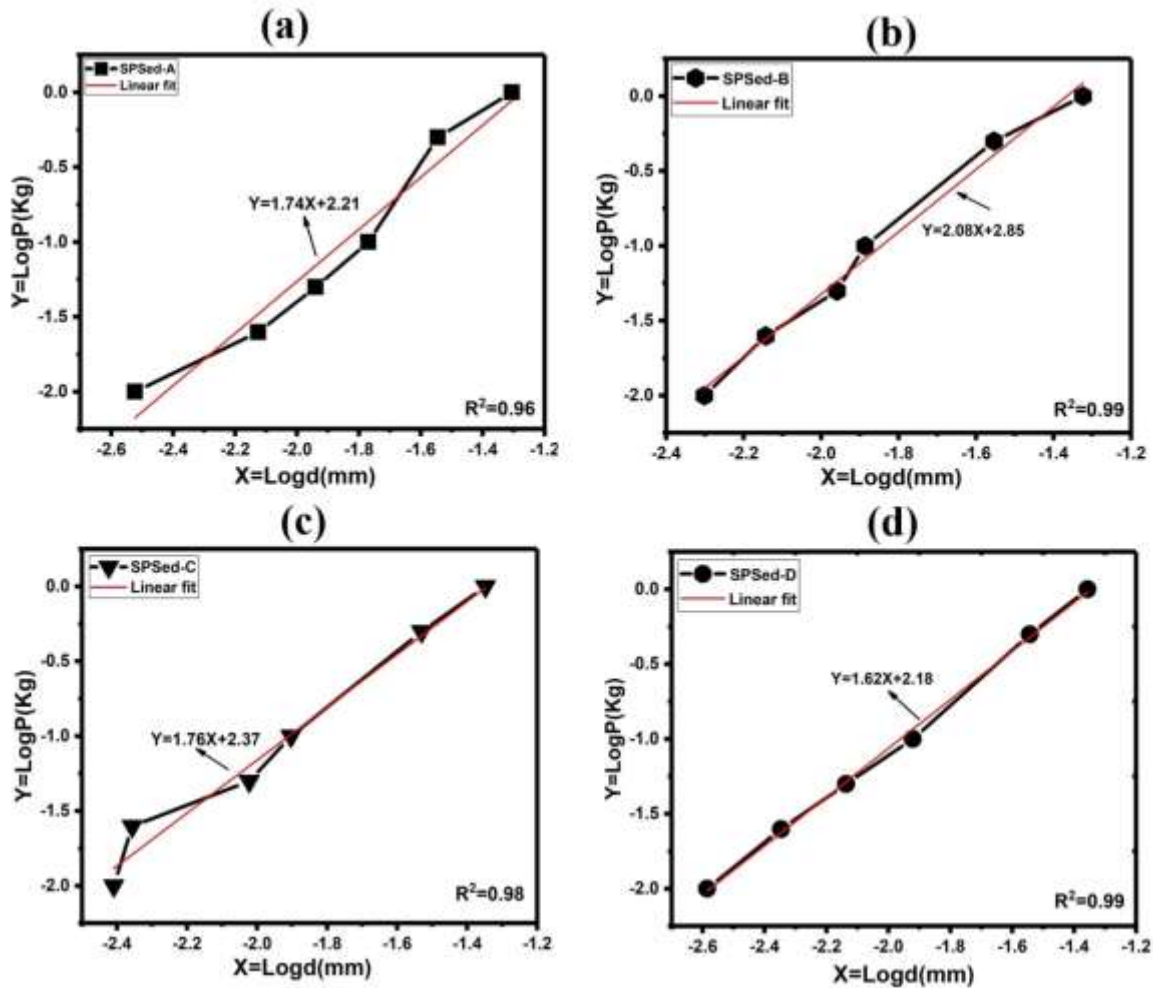 (a)
SPSed-A
Linear fit
Y=1.74X+2.21
R²=0.96
Y=LogP(Kg)
0.0
-0.5
-1.0
-1.5
-2.0
-2.6 -2.4 -2.2 -2.0 -1.8 -1.6 -1.4 -1.2
X=Logd(mm)
(b)
SPSed-B
Linear fit
Y=2.08X+2.85
R²=0.99
Y=LogP(Kg)
0.0
-0.5
-1.0
-1.5
-2.0
-2.4 -2.2 -2.0 -1.8 -1.6 -1.4 -1.2
X=Logd(mm)
(c)
SPSed-C
Linear fit
Y=1.76X+2.37
R²=0.98
Y=LogP(Kg)
0.0
-0.5
-1.0
-1.5
-2.0
-2.4 -2.2 -2.0 -1.8 -1.6 -1.4 -1.2
X=Logd(mm)
(d)
SPSed-D
Linear fit
Y=1.62X+2.18
R²=0.99
Y=LogP(Kg)
0.0
-0.5
-1.0
-1.5
-2.0
-2.6 -2.4 -2.2 -2.0 -1.8 -1.6 -1.4 -1.2
X=Logd(mm)